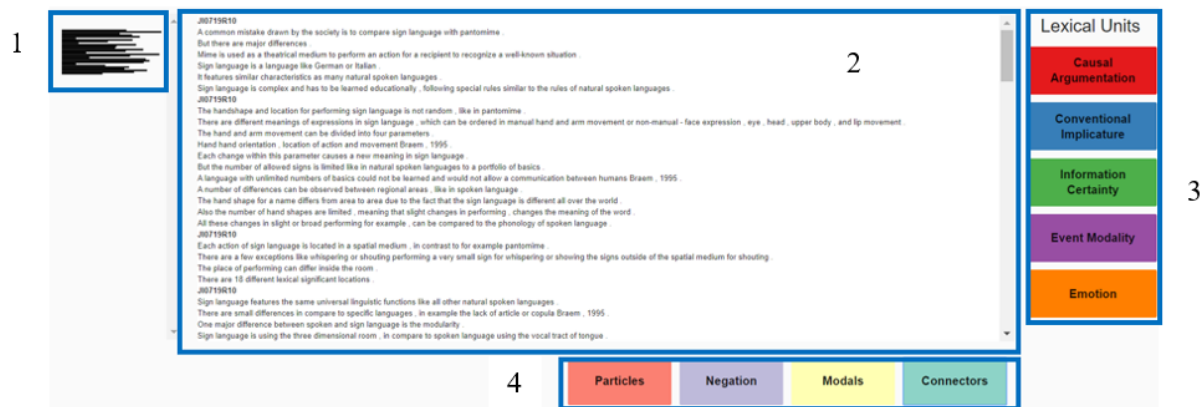 1
JI0719R10
A common mistake drawn by the society is to compare sign language with pantomime .
But there are major differences .
Mime is used as a theatrical medium to perform an action for a recipient to recognize a well-known situation .
Sign language is a language like German or Italian .
It features similar characteristics as many natural spoken languages .
Sign language is complex and has to be learned educationally , following special rules similar to the rules of natural spoken languages .
JI0719R10
The handshape and location for performing sign language is not random , like in pantomime .
There are different meanings of expressions in sign language , which can be ordered in manual hand and arm movement or non-manual - face expression , eye , head , upper body , and lip movement .
The hand and arm movement can be divided into four parameters .
Hand hand orientation , location of action and movement Braem , 1995 .
Each change within this parameter causes a new meaning in sign language .
But the number of allowed signs is limited like in natural spoken languages to a portfolio of basics .
A language with unlimited numbers of basics could not be learned and would not allow a communication between humans Braem , 1995 .
A number of differences can be observed between regional areas , like in spoken language .
The hand shape for a name differs from area to area due to the fact that the sign language is different all over the world .
Also the number of hand shapes are limited , meaning that slight changes in performing , changes the meaning of the word .
All these changes in slight or broad performing for example , can be compared to the phonology of spoken language .
JI0719R10
Each action of sign language is located in a spatial medium , in contrast to for example pantomime .
There are a few exceptions like whispering or shouting performing a very small sign for whispering or showing the signs outside of the spatial medium for shouting .
The place of performing can differ inside the room .
There are 18 different lexical significant locations .
JI0719R10
Sign language features the same universal linguistic functions like all other natural spoken languages .
There are small differences in compare to specific languages , in example the lack of article or copula Braem , 1995 .
One major difference between spoken and sign language is the modularity .
Sign language is using the three dimensional room , in compare to spoken language using the vocal tract of tongue .
2
Lexical Units
Causal
Argumentation
Conventional
Implicature
Information
Certainty
Event Modality
Emotion
3
4
Particles
Negation
Modals
Connectors